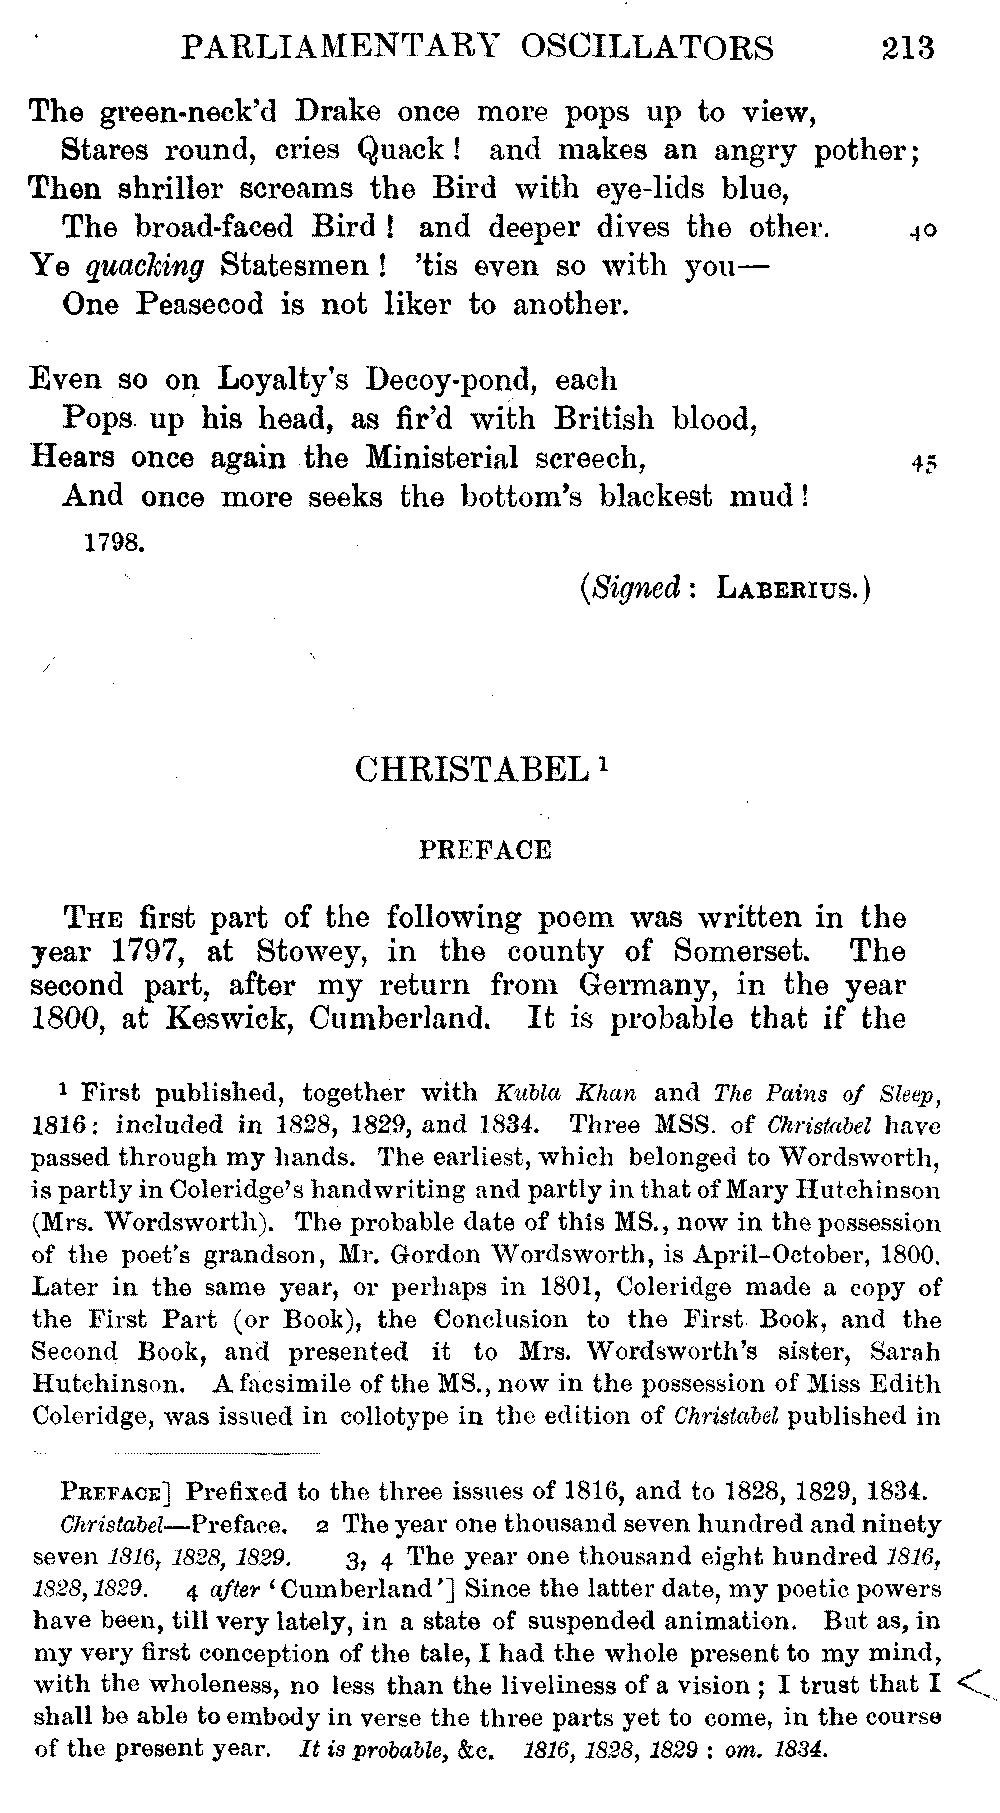 PARLIAMENTARY OSCILLATORS 213
The green-neck'd Drake once more pops up to view,
Stares round, cries Quack! and makes an angry pother;
Then shriller screams the Bird with eye-lids blue,
The broad-faced Bird! and deeper dives the other. 40
Ye quacking Statesmen! 'tis even so with you—
One Peasecod is not liker to another.
Even so on Loyalty's Decoy-pond, each
Pops up his head, as fir'd with British blood,
Hears once again the Ministerial screech, 45
And once more seeks the bottom's blackest mud!
1798.
(Signed: LABERIUS.)
CHRISTABEL ¹
PREFACE
THE first part of the following poem was written in the
year 1797, at Stowey, in the county of Somerset. The
second part, after my return from Germany, in the year
1800, at Keswick, Cumberland. It is probable that if the
¹ First published, together with Kubla Khan and The Pains of Sleep,
1816: included in 1828, 1829, and 1834. Three MSS. of Christabel have
passed through my hands. The earliest, which belonged to Wordsworth,
is partly in Coleridge's handwriting and partly in that of Mary Hutchinson
(Mrs. Wordsworth). The probable date of this MS., now in the possession
of the poet's grandson, Mr. Gordon Wordsworth, is April-October, 1800.
Later in the same year, or perhaps in 1801, Coleridge made a copy of
the First Part (or Book), the Conclusion to the First Book, and the
Second Book, and presented it to Mrs. Wordsworth's sister, Sarah
Hutchinson. A facsimile of the MS., now in the possession of Miss Edith
Coleridge, was issued in collotype in the edition of Christabel published in
PREFACE] Prefixed to the three issues of 1816, and to 1828, 1829, 1834.
Christabel—Preface. 2 The year one thousand seven hundred and ninety
seven 1816, 1828, 1829. 3, 4 The year one thousand eight hundred 1816,
1828, 1829. 4 after 'Cumberland'] Since the latter date, my poetic powers
have been, till very lately, in a state of suspended animation. But as, in
my very first conception of the tale, I had the whole present to my mind,
with the wholeness, no less than the liveliness of a vision; I trust that I
shall be able to embody in verse the three parts yet to come, in the course
of the present year. It is probable, &c. 1816, 1828, 1829: om. 1834.